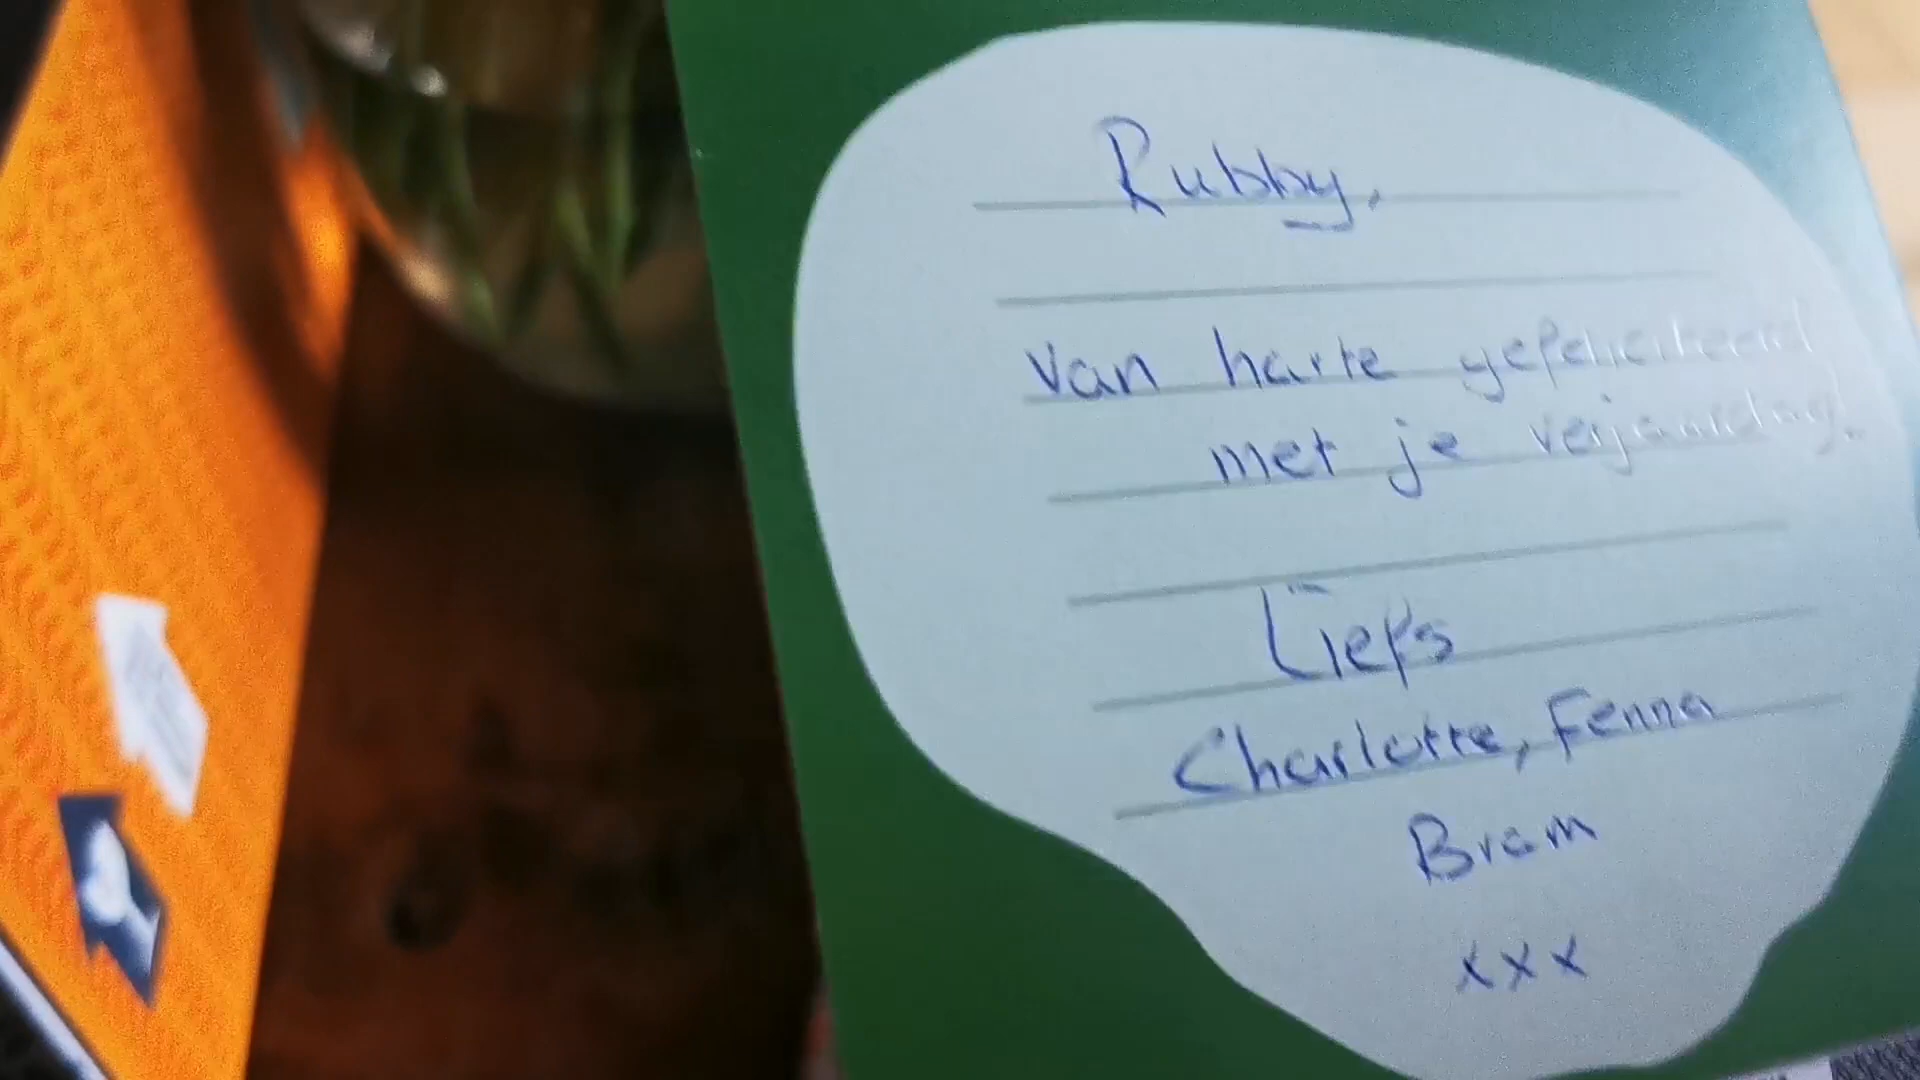 Rubby,
van harte gefeliciteerd
met je verjaardag.
Liefs
Charlotte, Fenna
Bram
xxx